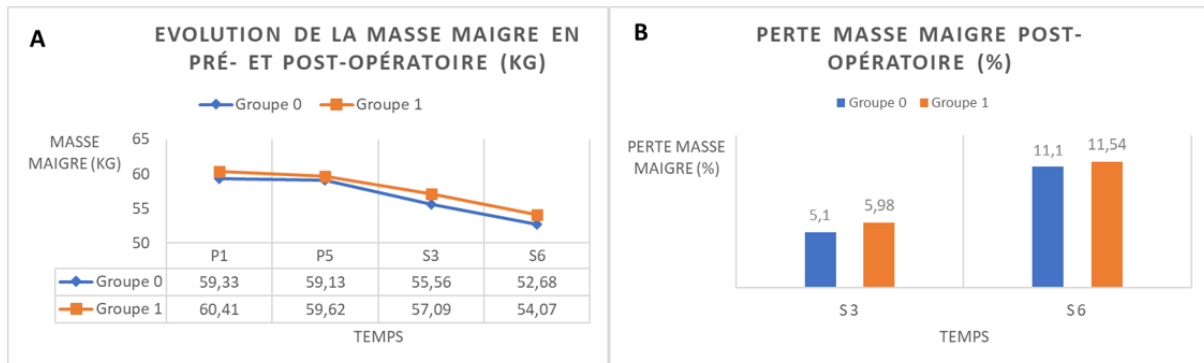 A
EVOLUTION DE LA MASSE MAIGRE EN
PRÉ- ET POST-OPÉRATOIRE (KG)
Groupe 0 Groupe 1
MASSE
MAIGRE (KG)
65
60
55
50
P1 P5 S3 S6
Groupe 0 59,33 59,13 55,56 52,68
Groupe 1 60,41 59,62 57,09 54,07
TEMPS
B
PERTE MASSE MAIGRE POST-
OPÉRATOIRE (%)
Groupe 0 Groupe 1
PERTE MASSE
MAIGRE (%)
5,1 5,98 11,1 11,54
S3 S6
TEMPS